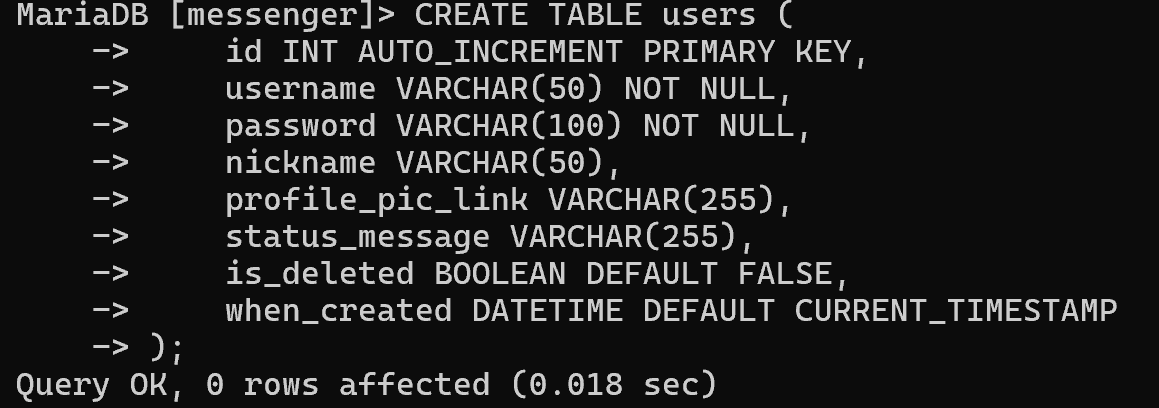 MariaDB [messenger]> CREATE TABLE users (
    ->     id INT AUTO_INCREMENT PRIMARY KEY,
    ->     username VARCHAR(50) NOT NULL,
    ->     password VARCHAR(100) NOT NULL,
    ->     nickname VARCHAR(50),
    ->     profile_pic_link VARCHAR(255),
    ->     status_message VARCHAR(255),
    ->     is_deleted BOOLEAN DEFAULT FALSE,
    ->     when_created DATETIME DEFAULT CURRENT_TIMESTAMP
    -> );
Query OK, 0 rows affected (0.018 sec)